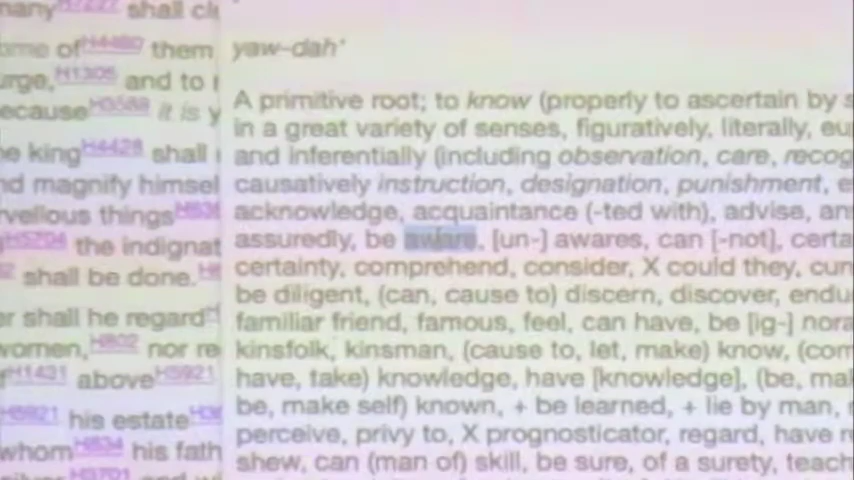 many H7227 shall cl
ome of H4480 them
urge, H1305 and to
ecause H3588 it is y
e king H4428 shall
nd magnify himsel
rvellous things
H5704 the indignat
shall be done.
er shall he regard
women, H802 nor re
H1431 above H5921
H5921 his estate
whom H834 his fath
silver H3701 and wi
yaw-dah'
A primitive root; to know (properly to ascertain by s
in a great variety of senses, figuratively, literally, eu
and inferentially (including observation, care, recog
causatively instruction, designation, punishment, e
acknowledge, acquaintance (-ted with), advise, an
assuredly, be aware, [un-] awares, can [-not], certa
certainty, comprehend, consider, X could they, cun
be diligent, (can, cause to) discern, discover, endu
familiar friend, famous, feel, can have, be [ig-] nora
kinsfolk, kinsman, (cause to, let, make) know, (com
have, take) knowledge, have [knowledge], (be, mak
be, make self) known, + be learned, + lie by man,
perceive, privy to, X prognosticator, regard, have r
shew, can (man of) skill, be sure, of a surety, teach